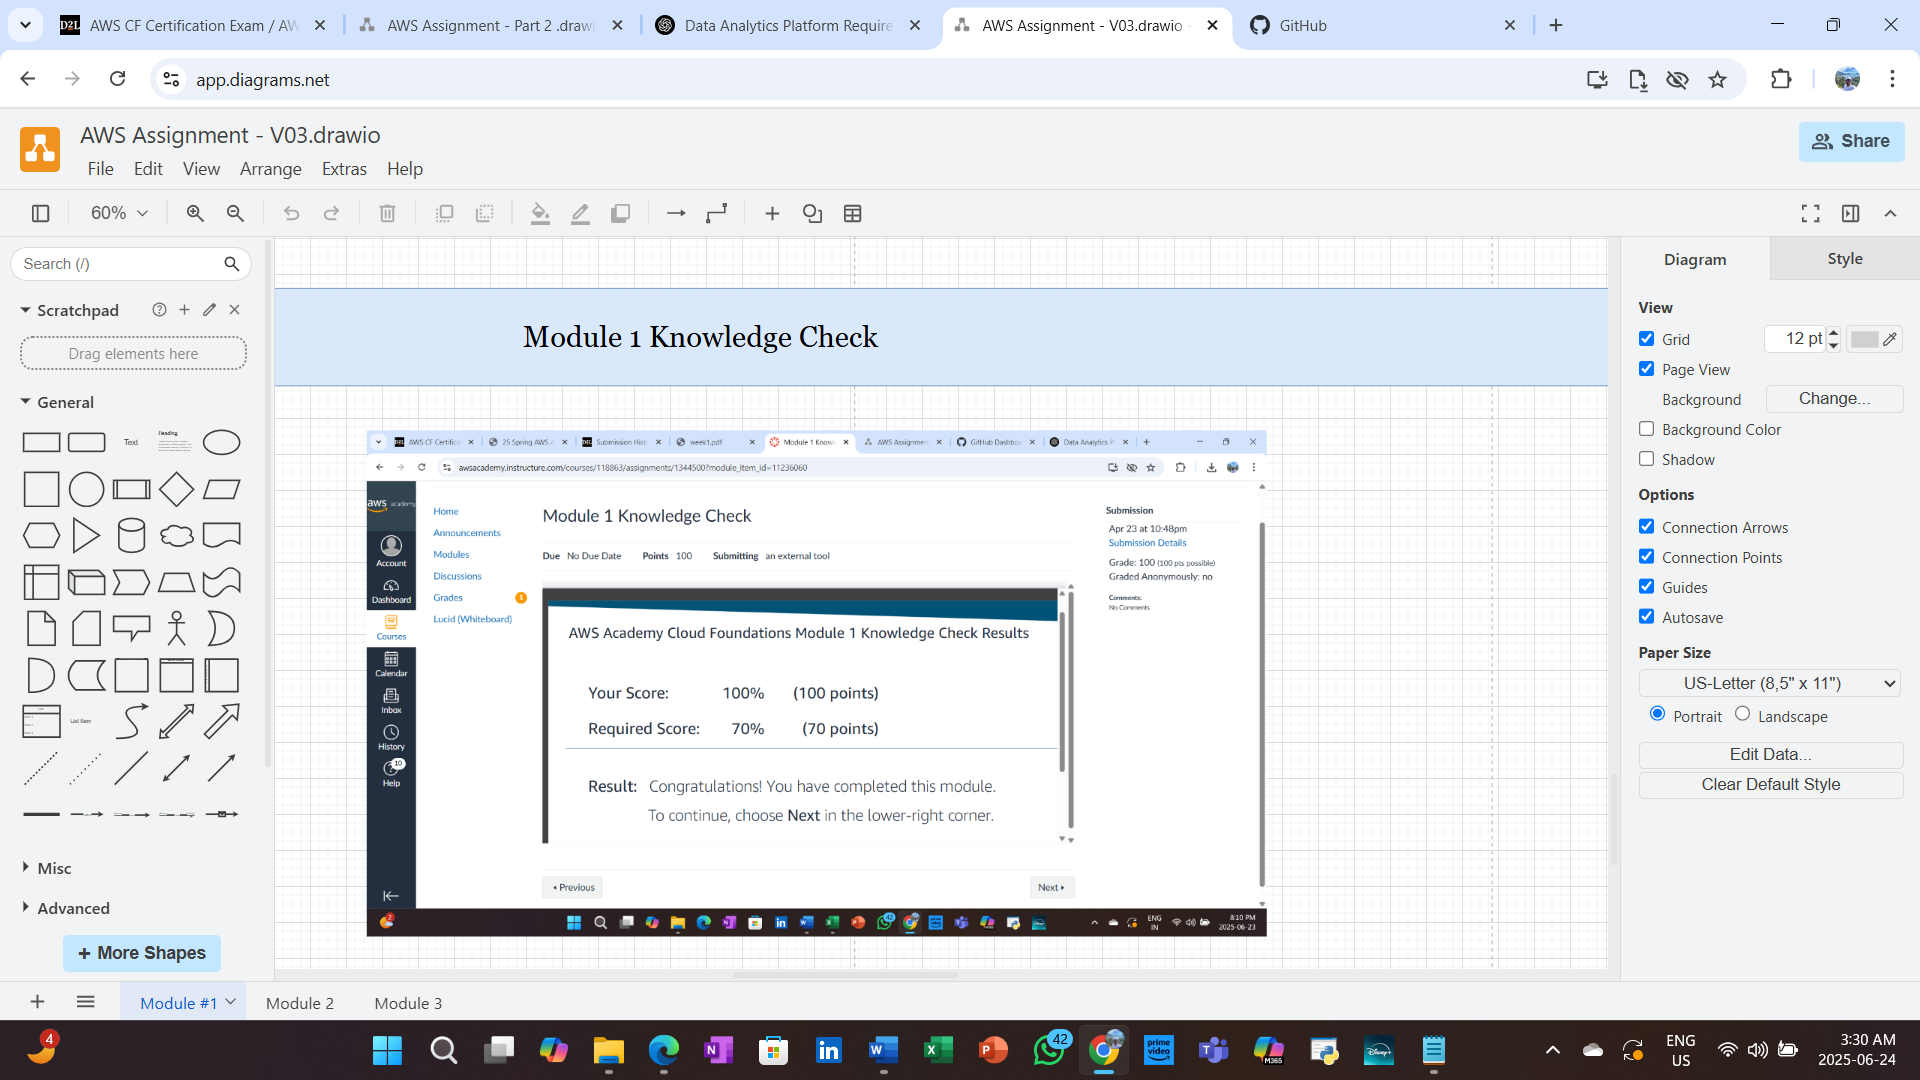 D2L AWS CF Certification Exam / AW
AWS Assignment - Part 2 .drawi
Data Analytics Platform Require
AWS Assignment - V03.drawio -
GitHub
app.diagrams.net
AWS Assignment - V03.drawio
File Edit View Arrange Extras Help
Share
60%
Search (/)
Scratchpad
Drag elements here
General
Text
Heading
List Item
Misc
Advanced
+ More Shapes
Module 1 Knowledge Check
AWS CF Certific
25 Spring AWS
Submission Hist
week1.pdf
Module 1 Know
AWS Assignmen
GitHub Dashbo
Data Analytics P
awsacademy.instructure.com/courses/118863/assignments/1344500?module_item_id=11236060
aws academy
Account
Dashboard
Courses
Calendar
Inbox
History
10
Help
Home
Announcements
Modules
Discussions
Grades 1
Lucid (Whiteboard)
Module 1 Knowledge Check
Due No Due Date Points 100 Submitting an external tool
AWS Academy Cloud Foundations Module 1 Knowledge Check Results
Your Score: 100% (100 points)
Required Score: 70% (70 points)
Result: Congratulations! You have completed this module.
To continue, choose Next in the lower-right corner.
Previous
Next
Submission
Apr 23 at 10:48pm
Submission Details
Grade: 100 (100 pts possible)
Graded Anonymously: no
Comments:
No Comments
ENG
IN
8:10 PM
2025-06-23
Diagram
Style
View
Grid
12 pt
Page View
Background
Change...
Background Color
Shadow
Options
Connection Arrows
Connection Points
Guides
Autosave
Paper Size
US-Letter (8,5" x 11")
Portrait Landscape
Edit Data...
Clear Default Style
Module #1
Module 2
Module 3
4
42
prime video
M365
Disney+
ENG
US
3:30 AM
2025-06-24